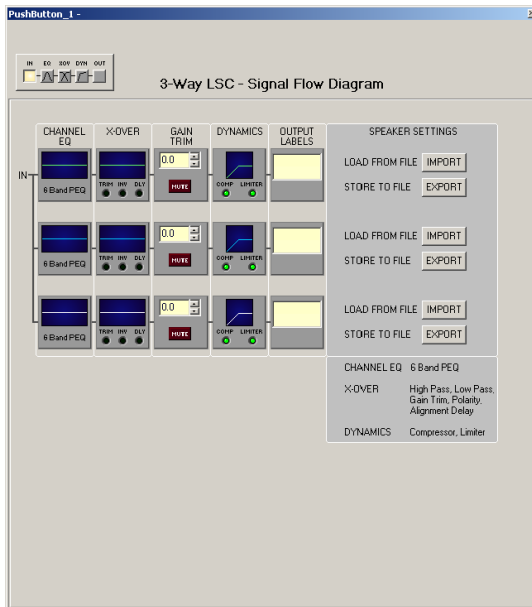 PushButton_1 -
IN EQ XOV DYN OUT
3-Way LSC - Signal Flow Diagram
CHANNEL EQ
X-OVER
GAIN TRIM
DYNAMICS
OUTPUT LABELS
SPEAKER SETTINGS
IN
6 Band PEQ
TRIM INV DLY
0.0
MUTE
COMP LIMITER
LOAD FROM FILE IMPORT
STORE TO FILE EXPORT
6 Band PEQ
TRIM INV DLY
0.0
MUTE
COMP LIMITER
LOAD FROM FILE IMPORT
STORE TO FILE EXPORT
6 Band PEQ
TRIM INV DLY
0.0
MUTE
COMP LIMITER
LOAD FROM FILE IMPORT
STORE TO FILE EXPORT
CHANNEL EQ 6 Band PEQ
X-OVER High Pass, Low Pass,
Gain Trim, Polarity,
Alignment Delay
DYNAMICS Compressor, Limiter